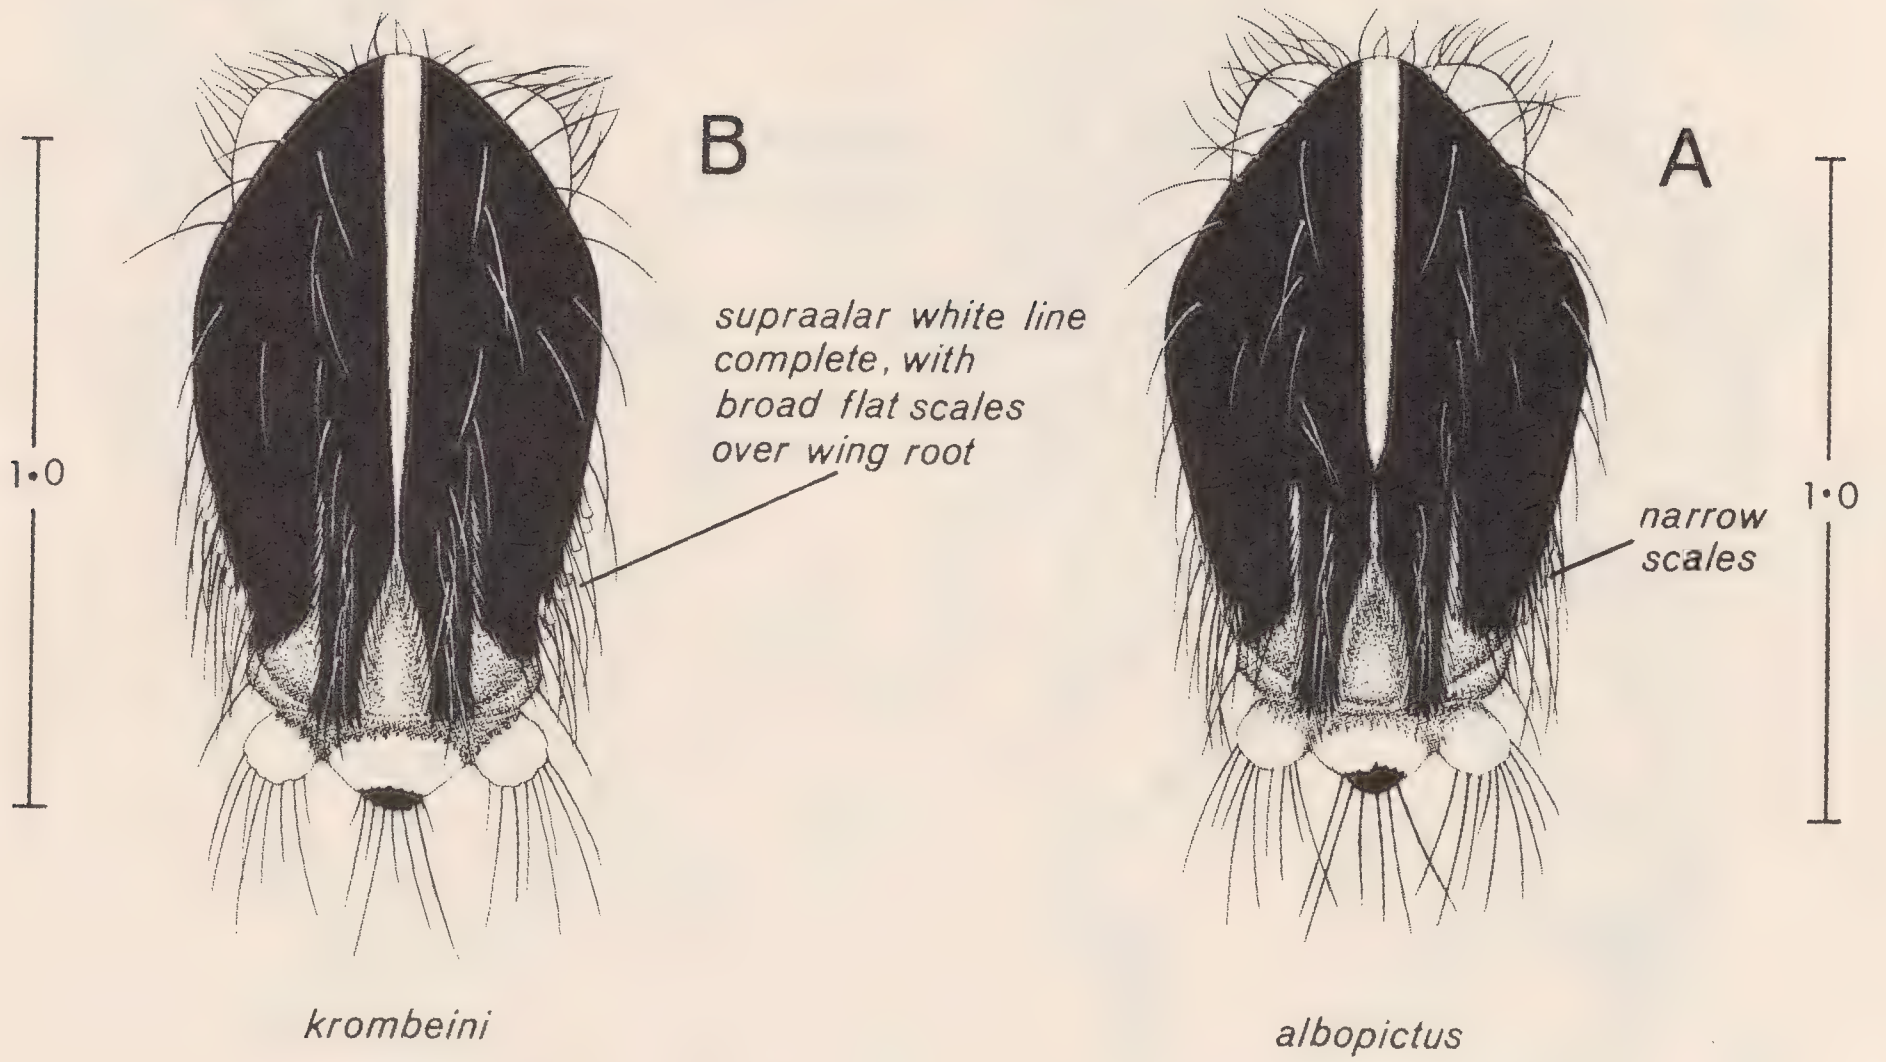 B
A
supraalar white line
complete, with
broad flat scales
over wing root
1·0
narrow
scales
1·0
krombeini
albopictus